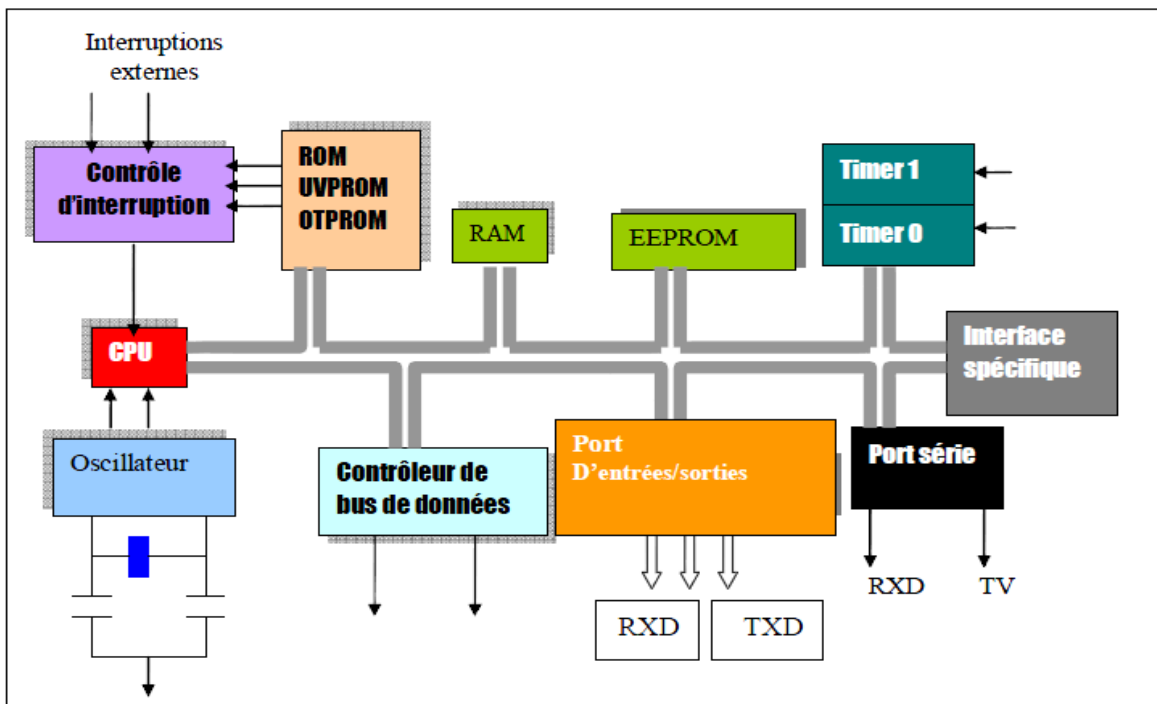 Interruptions
externes
Contrôle
d'interruption
ROM
UVPROM
OTPROM
RAM
EEPROM
Timer 1
Timer 0
CPU
Interface
spécifique
Oscillateur
Contrôleur de
bus de données
Port
D'entrées/sorties
Port série
RXD
TV
RXD
TXD